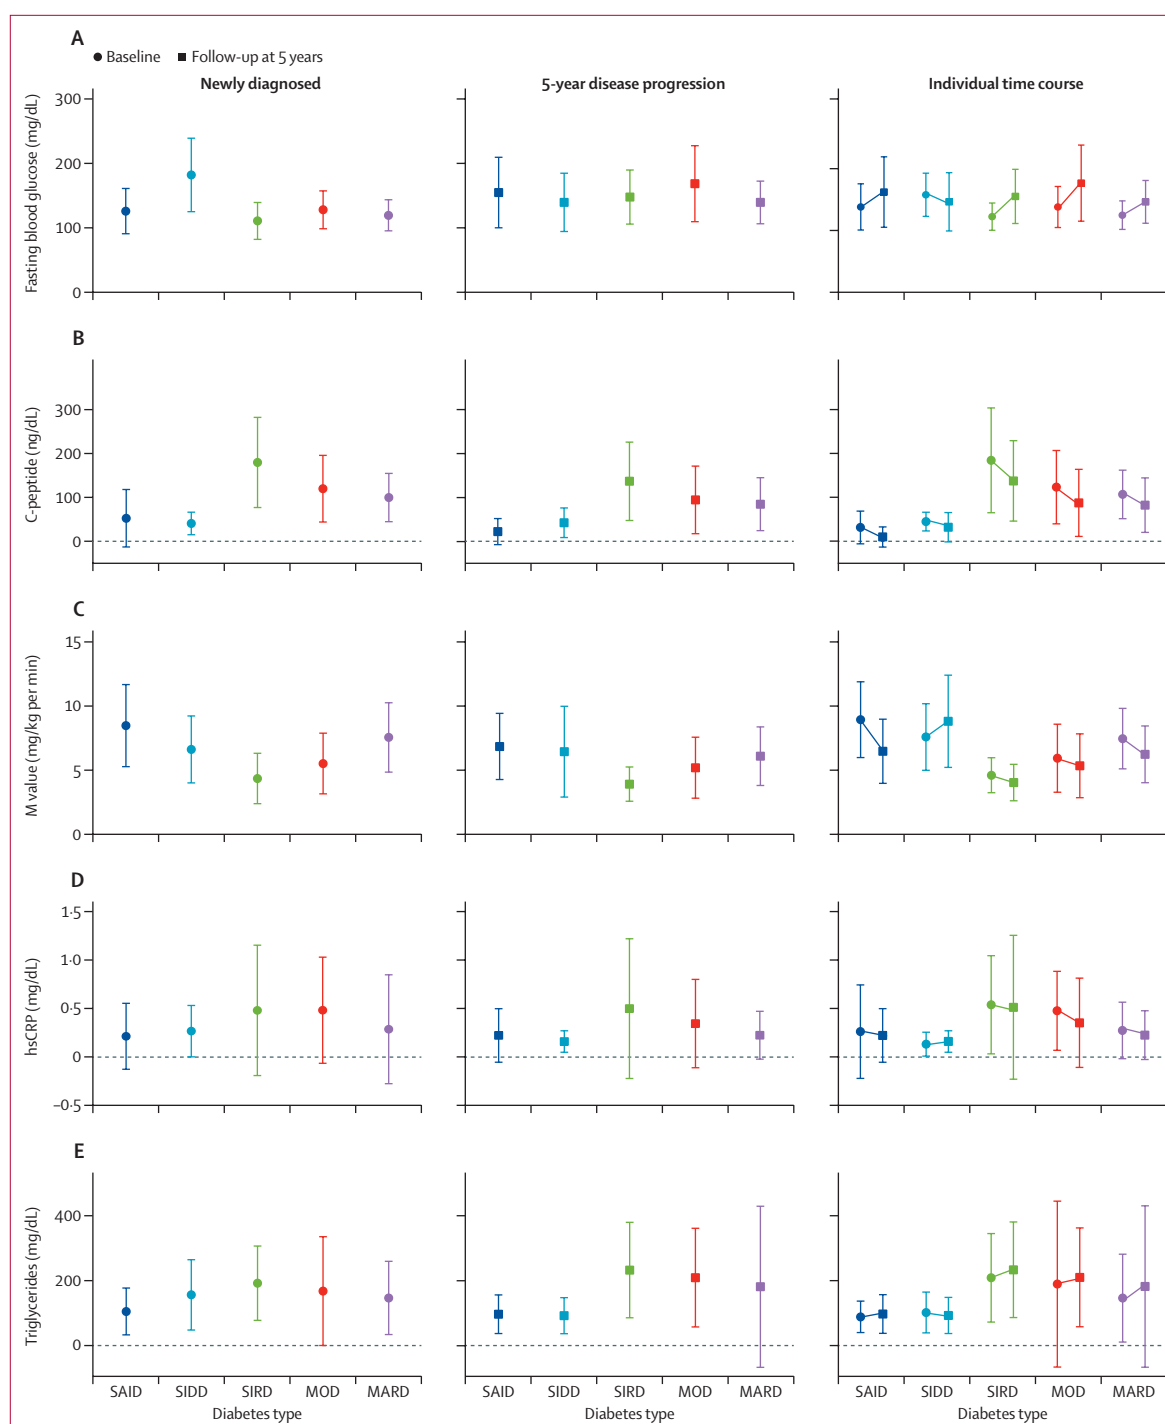 A
Baseline Follow-up at 5 years
Newly diagnosed 5-year disease progression Individual time course
Fasting blood glucose (mg/dL)
300
200
100
0
B
C-peptide (ng/dL)
300
200
100
0
C
M value (mg/kg per min)
15
10
5
0
D
hsCRP (mg/dL)
1·5
1·0
0·5
0
–0·5
E
Triglycerides (mg/dL)
400
200
0
SAID SIDD SIRD MOD MARD SAID SIDD SIRD MOD MARD SAID SIDD SIRD MOD MARD
Diabetes type Diabetes type Diabetes type